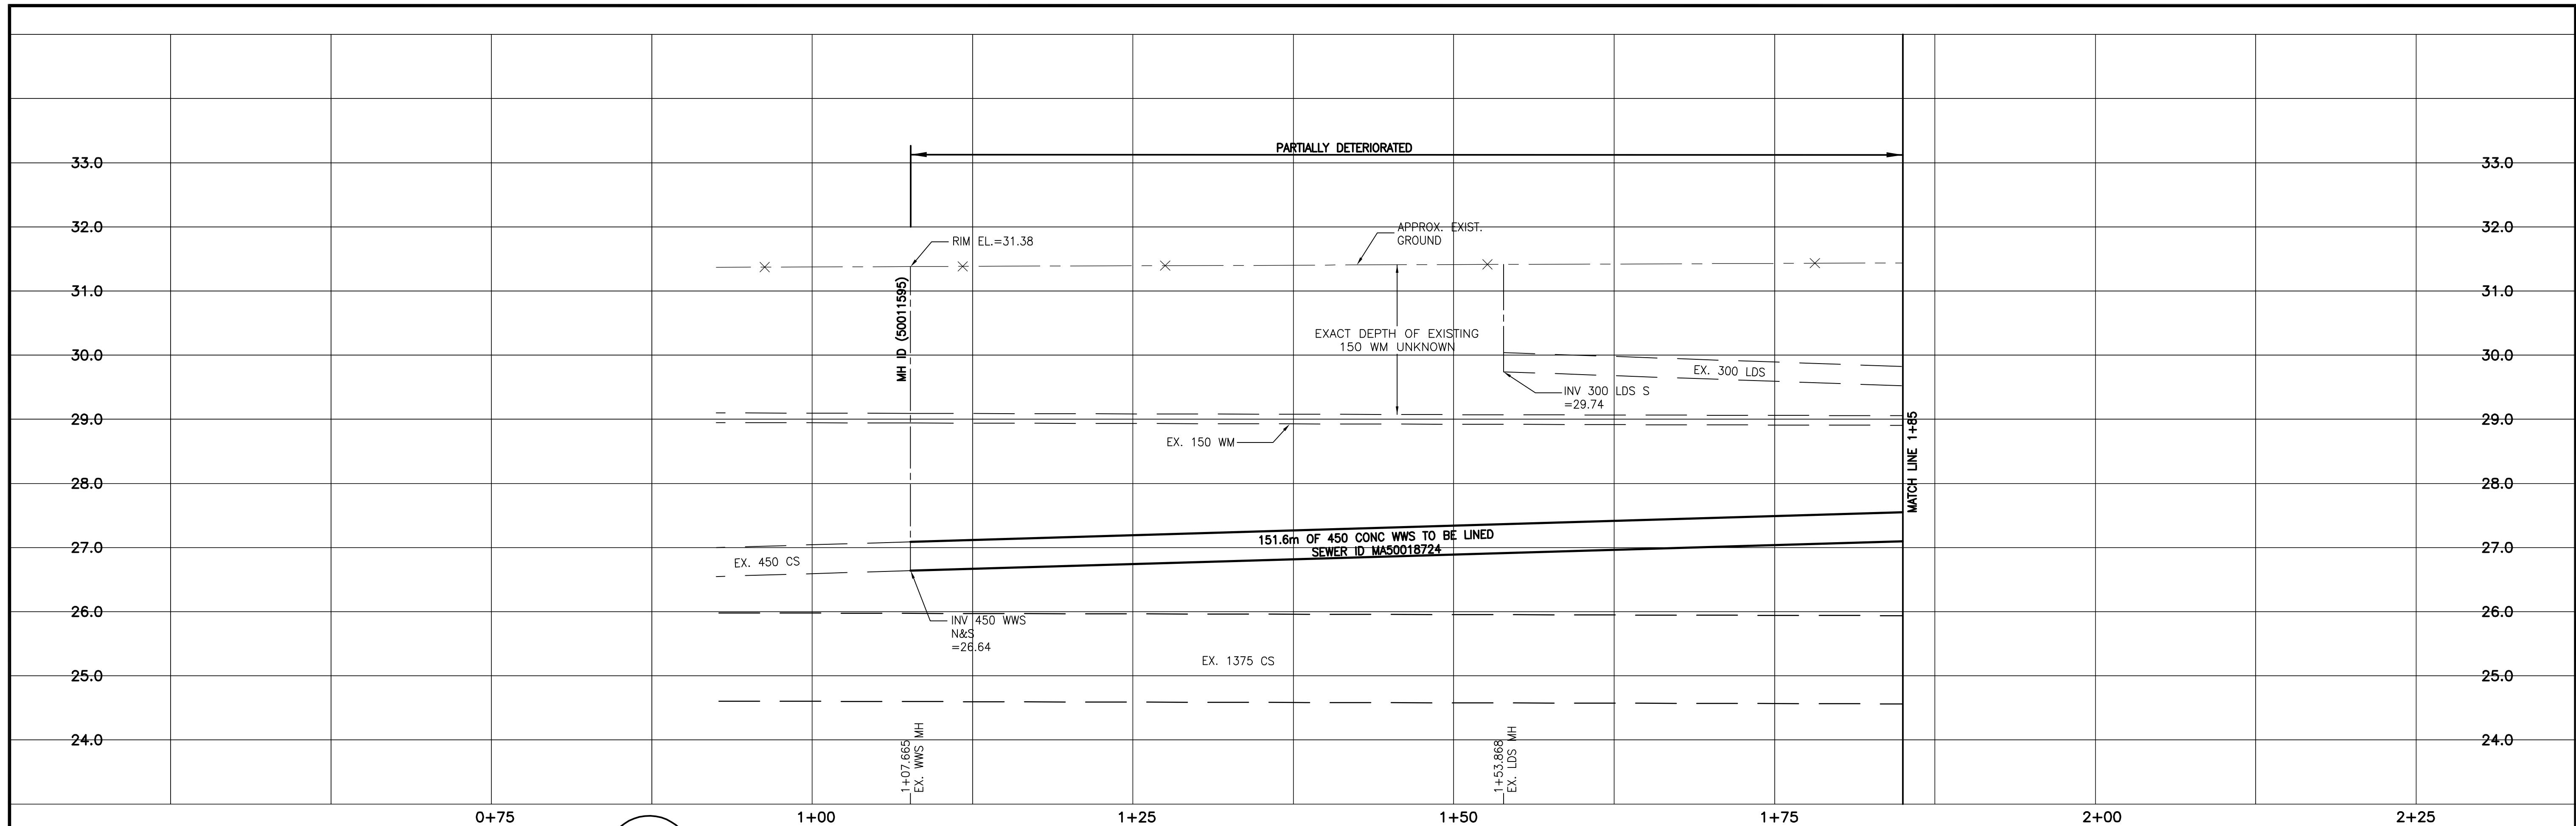 PARTIALLY DETERIORATED
33.0
33.0
32.0
32.0
RIM EL.=31.38
APPROX. EXIST.
GROUND
31.0
31.0
MH ID (50011595)
EXACT DEPTH OF EXISTING
150 WM UNKNOWN
30.0
30.0
EX. 300 LDS
INV 300 LDS S
=29.74
29.0
29.0
EX. 150 WM
MATCH LINE 1+85
28.0
28.0
151.6m OF 450 CONC WWS TO BE LINED
SEWER ID MA50018724
27.0
27.0
EX. 450 CS
26.0
26.0
INV 450 WWS
N&S
=26.64
EX. 1375 CS
25.0
25.0
24.0
24.0
1+07.665
EX. WWS MH
1+53.868
EX. LDS MH
0+75
1+00
1+25
1+50
1+75
2+00
2+25